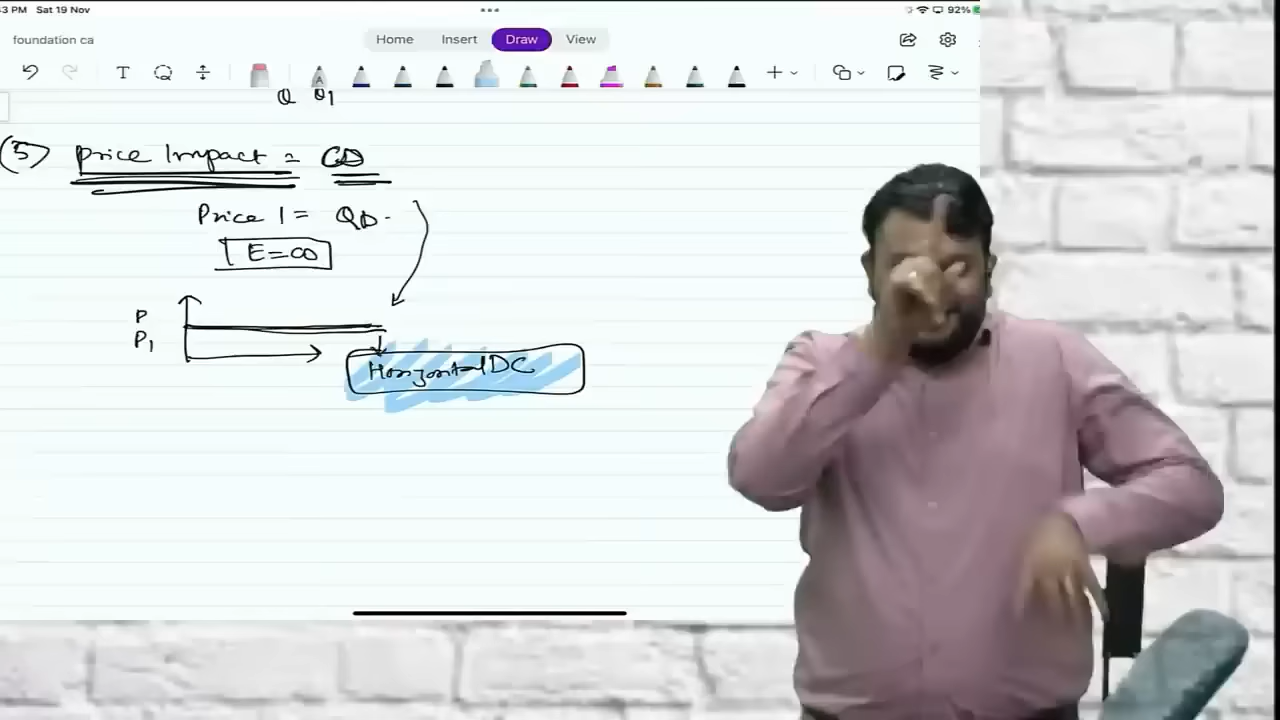 3 PM Sat 19 Nov
92%
foundation ca
Home Insert Draw View
T
A
Q Q1
(5) Price Impact =
Price 1 = QD.
E=∞
P
P1
Horizontal DC